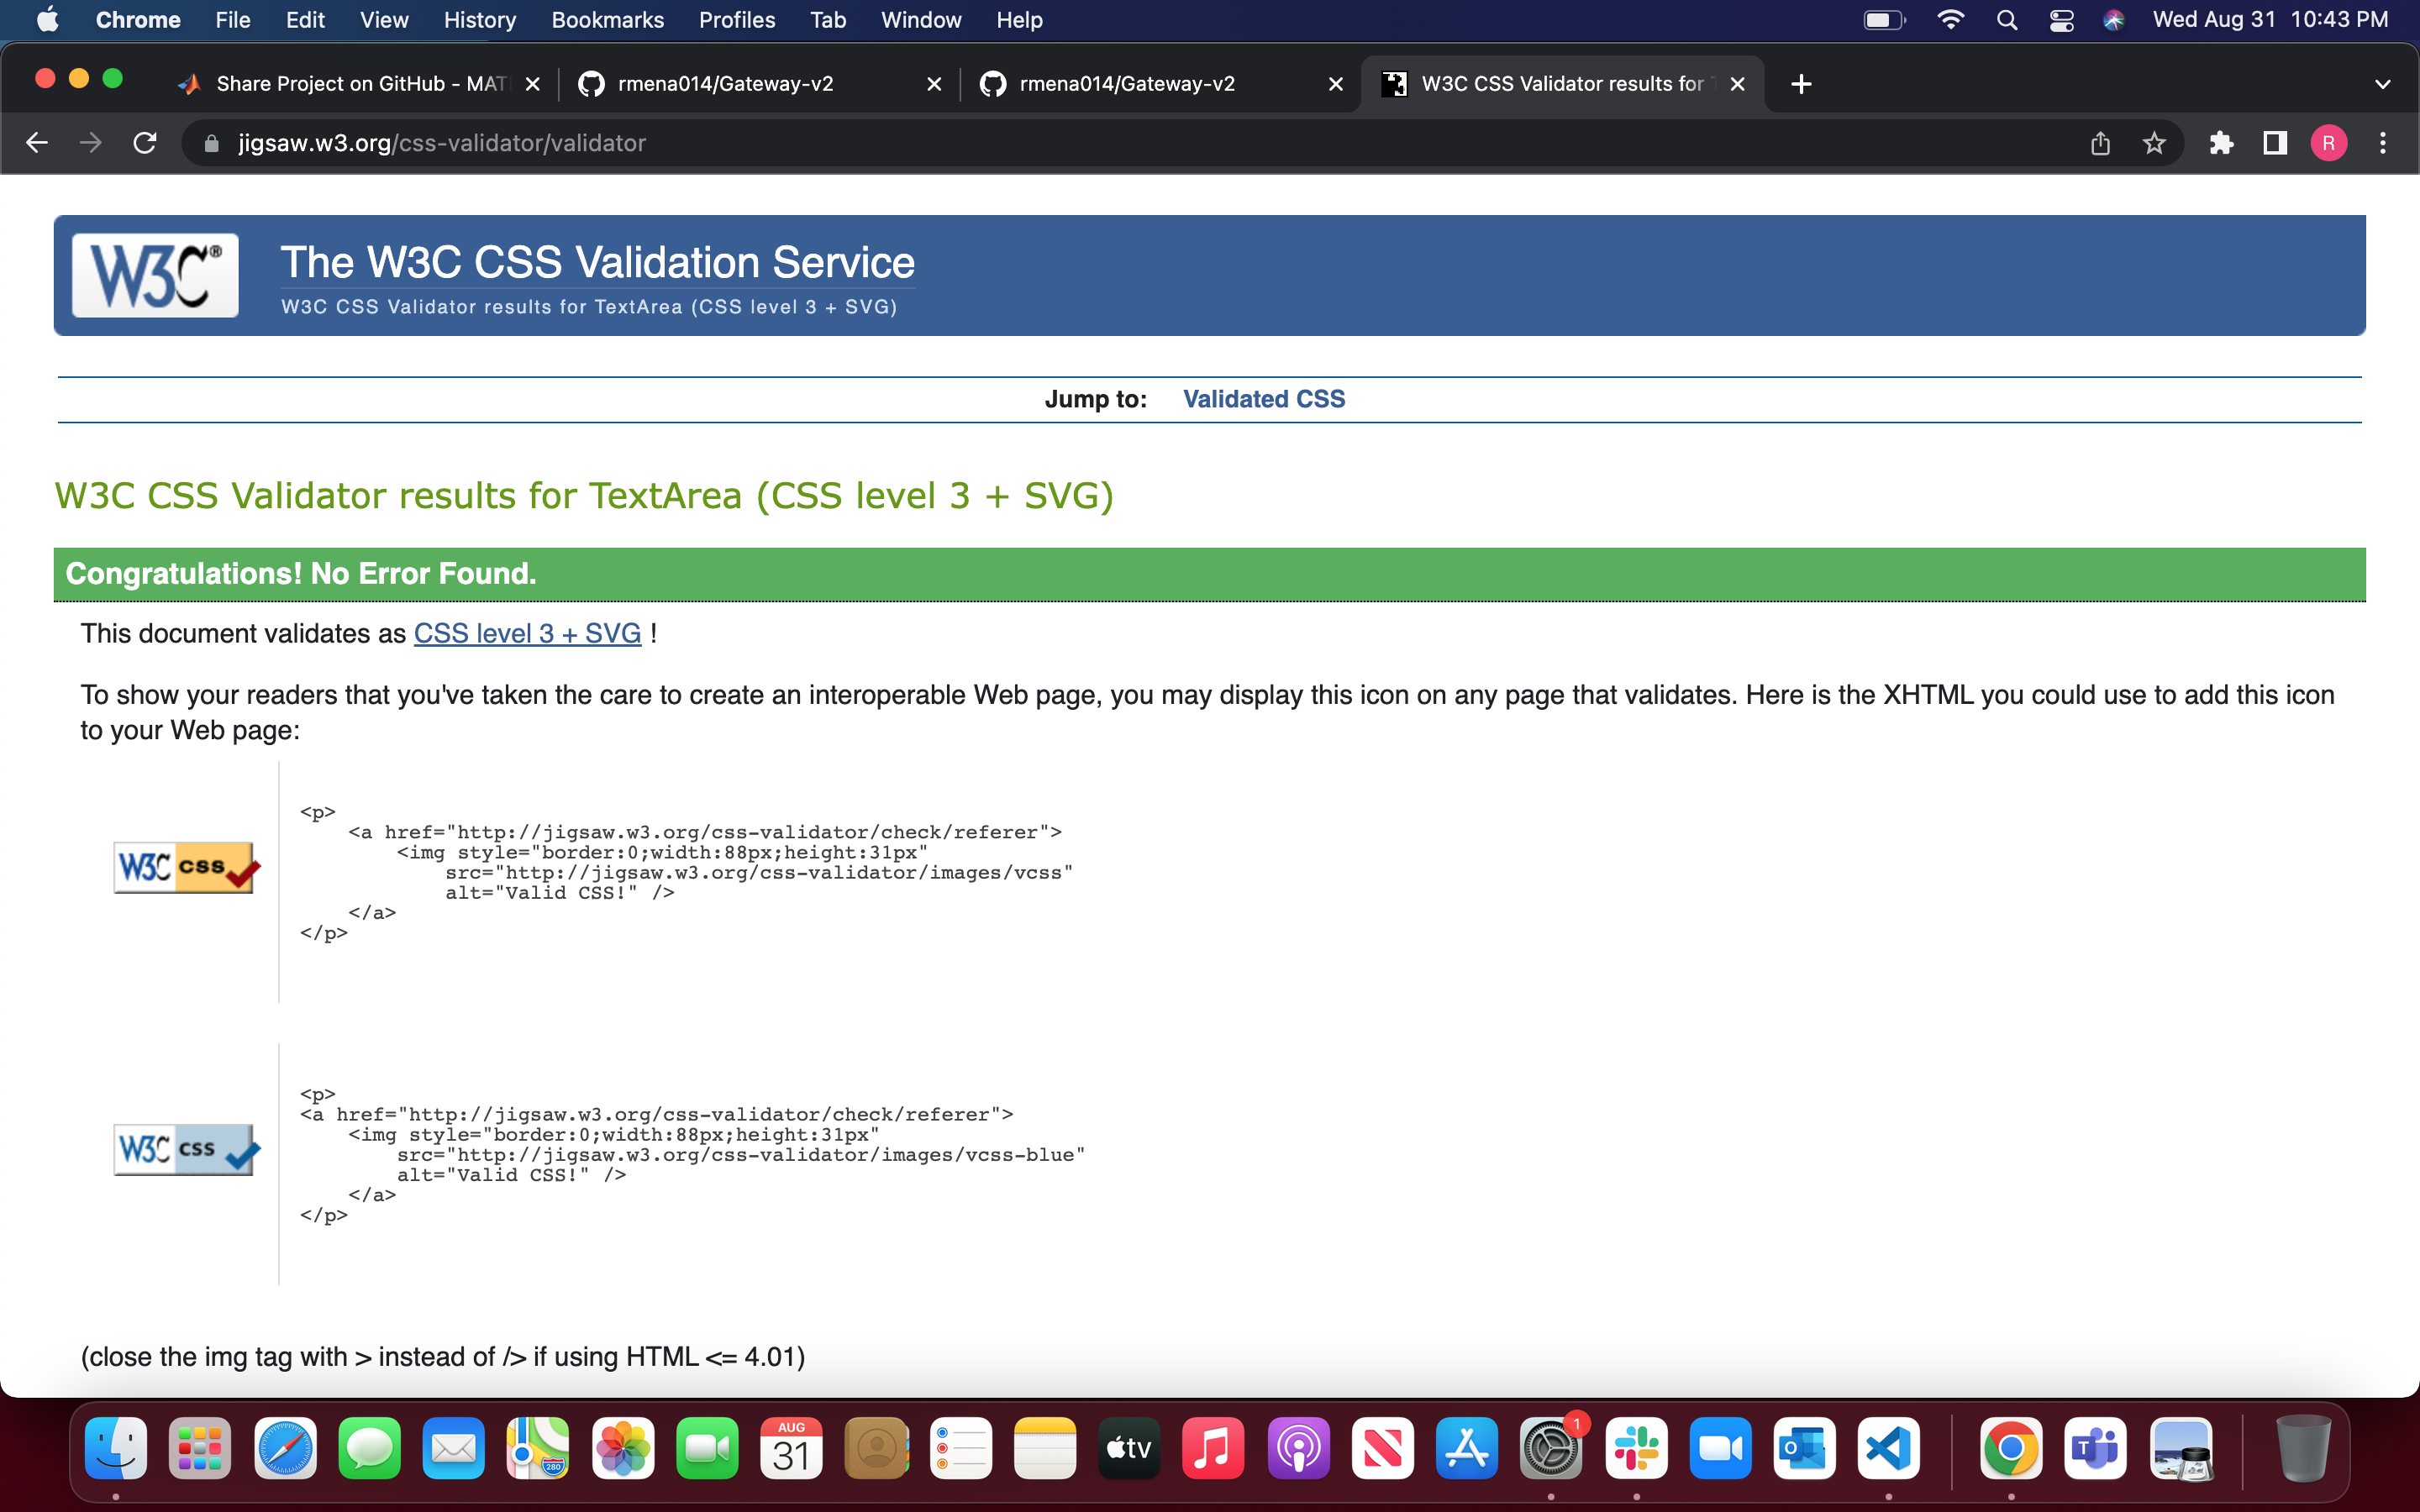 Chrome File Edit View History Bookmarks Profiles Tab Window Help Wed Aug 31 10:43 PM
Share Project on GitHub - MAT rmena014/Gateway-v2 rmena014/Gateway-v2 W3C CSS Validator results for T
jigsaw.w3.org/css-validator/validator R
W3C® The W3C CSS Validation Service
W3C CSS Validator results for TextArea (CSS level 3 + SVG)
Jump to: Validated CSS
W3C CSS Validator results for TextArea (CSS level 3 + SVG)
Congratulations! No Error Found.
This document validates as CSS level 3 + SVG !
To show your readers that you've taken the care to create an interoperable Web page, you may display this icon on any page that validates. Here is the XHTML you could use to add this icon
to your Web page:
W3C css
<p>
<a href="http://jigsaw.w3.org/css-validator/check/referer">
<img style="border:0;width:88px;height:31px"
src="http://jigsaw.w3.org/css-validator/images/vcss"
alt="Valid CSS!" />
</a>
</p>
W3C css
<p>
<a href="http://jigsaw.w3.org/css-validator/check/referer">
<img style="border:0;width:88px;height:31px"
src="http://jigsaw.w3.org/css-validator/images/vcss-blue"
alt="Valid CSS!" />
</a>
</p>
(close the img tag with > instead of /> if using HTML <= 4.01)
280 AUG 31 tv 1 O T